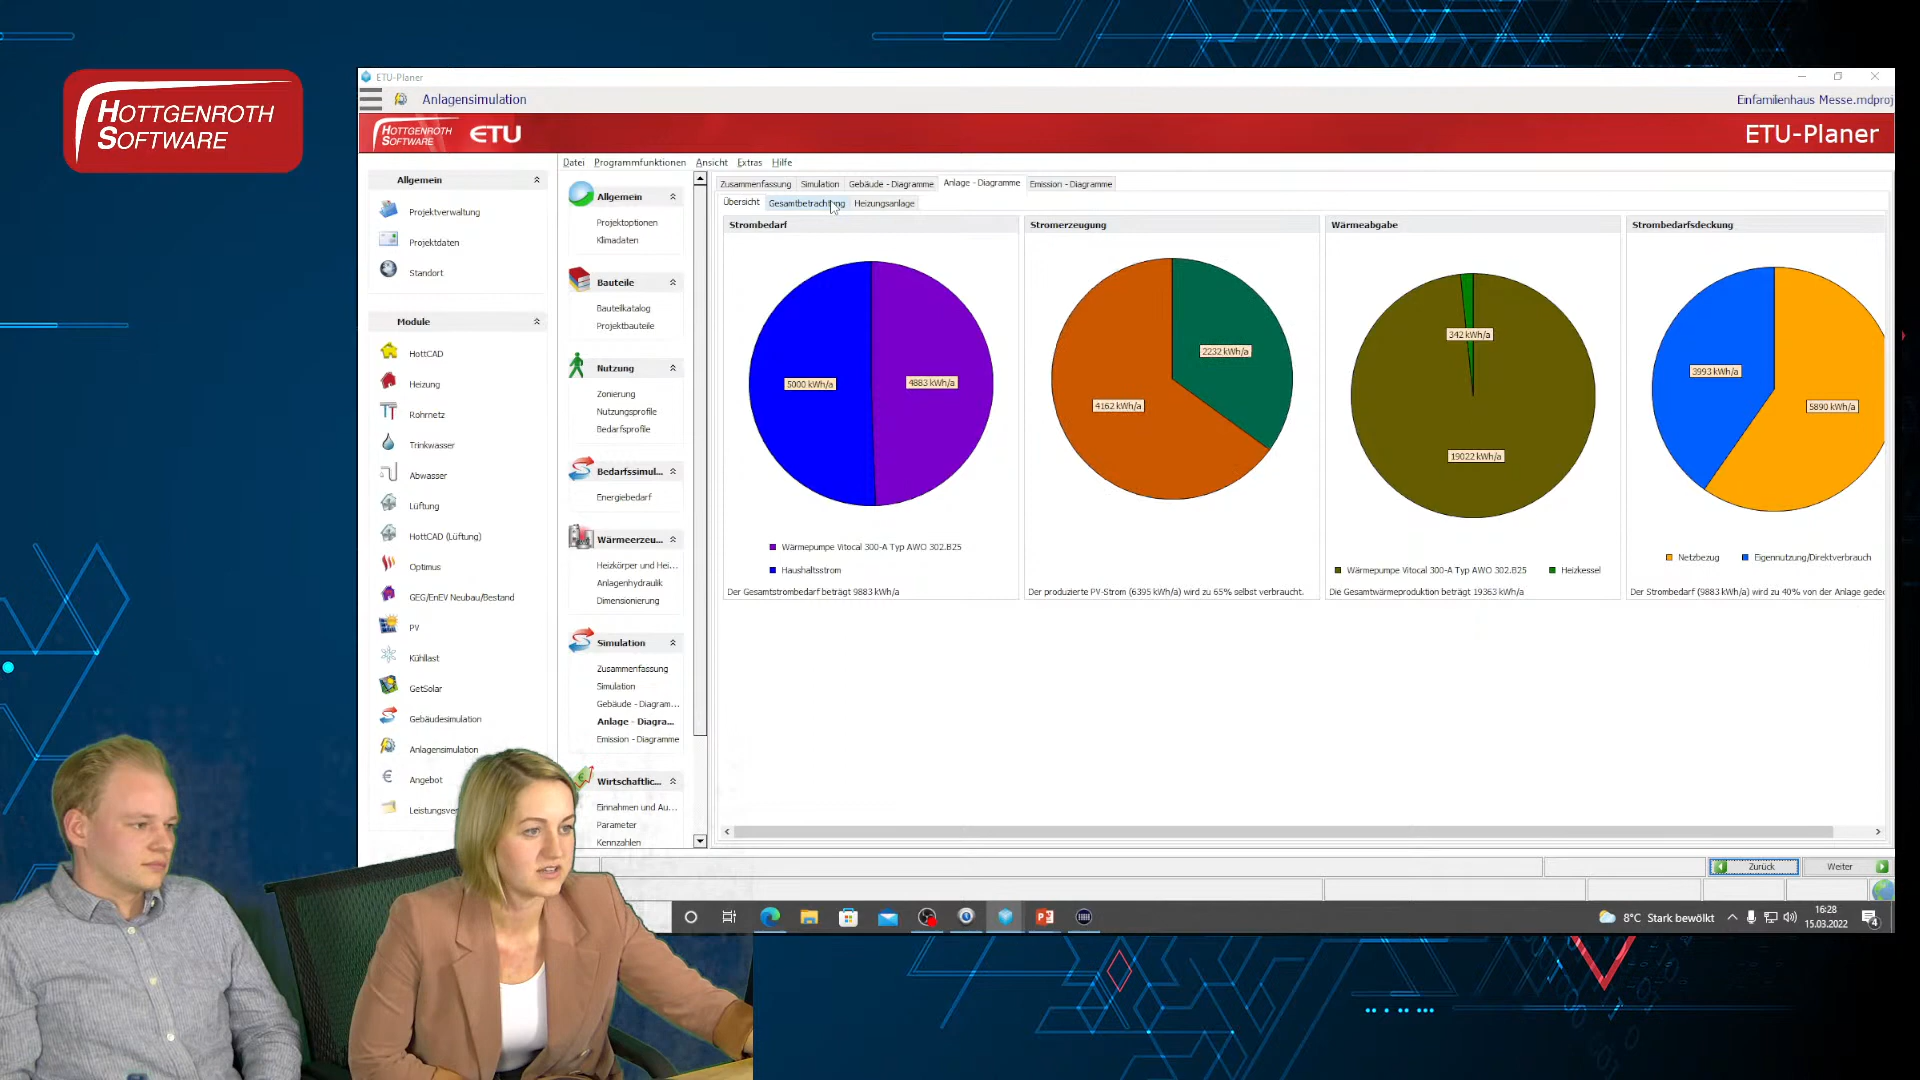 HOTTGENROTH
SOFTWARE
ETU-Planer
Anlagensimulation
Einfamilienhaus Messe.mdproj
HOTTGENROTH
SOFTWARE
ETU
ETU-Planer
Allgemein
Projektverwaltung
Projektdaten
Standort
Module
HottCAD
Heizung
Rohrnetz
Trinkwasser
Abwasser
Lüftung
HottCAD (Lüftung)
Optimus
GEG/EnEV Neubau/Bestand
PV
Kühllast
GetSolar
Gebäudesimulation
Anlagensimulation
Angebot
Leistungsver
Datei Programmfunktionen Ansicht Extras Hilfe
Allgemein
Projektoptionen
Klimadaten
Bauteile
Bauteilkatalog
Projektbauteile
Nutzung
Zonierung
Nutzungsprofile
Bedarfsprofile
Bedarfssimul...
Energiebedarf
Wärmeerzeu...
Heizkörper und Hei...
Anlagenhydraulik
Dimensionierung
Simulation
Zusammenfassung
Simulation
Gebäude - Diagram...
Anlage - Diagra...
Emission - Diagramme
Wirtschaftlic...
Einnahmen und Au...
Parameter
Kennzahlen
Zusammenfassung Simulation Gebäude - Diagramme Anlage - Diagramme Emission - Diagramme
Übersicht Gesamtbetrachtung Heizungsanlage
Strombedarf
5000 kWh/a
4883 kWh/a
Wärmepumpe Vitocal 300-A Typ AWO 302.B25
Haushaltsstrom
Der Gesamtstrombedarf beträgt 9883 kWh/a
Stromerzeugung
2232 kWh/a
4162 kWh/a
Der produzierte PV-Strom (6395 kWh/a) wird zu 65% selbst verbraucht.
Wärmeabgabe
342 kWh/a
19022 kWh/a
Wärmepumpe Vitocal 300-A Typ AWO 302.B25 Heizkessel
Die Gesamtwärmeproduktion beträgt 19363 kWh/a
Strombedarfsdeckung
3993 kWh/a
5890 kWh/a
Netzbezug Eigennutzung/Direktverbrauch
Der Strombedarf (9883 kWh/a) wird zu 40% von der Anlage gedec
Zurück Weiter
8°C Stark bewölkt
16:28
15.03.2022
4